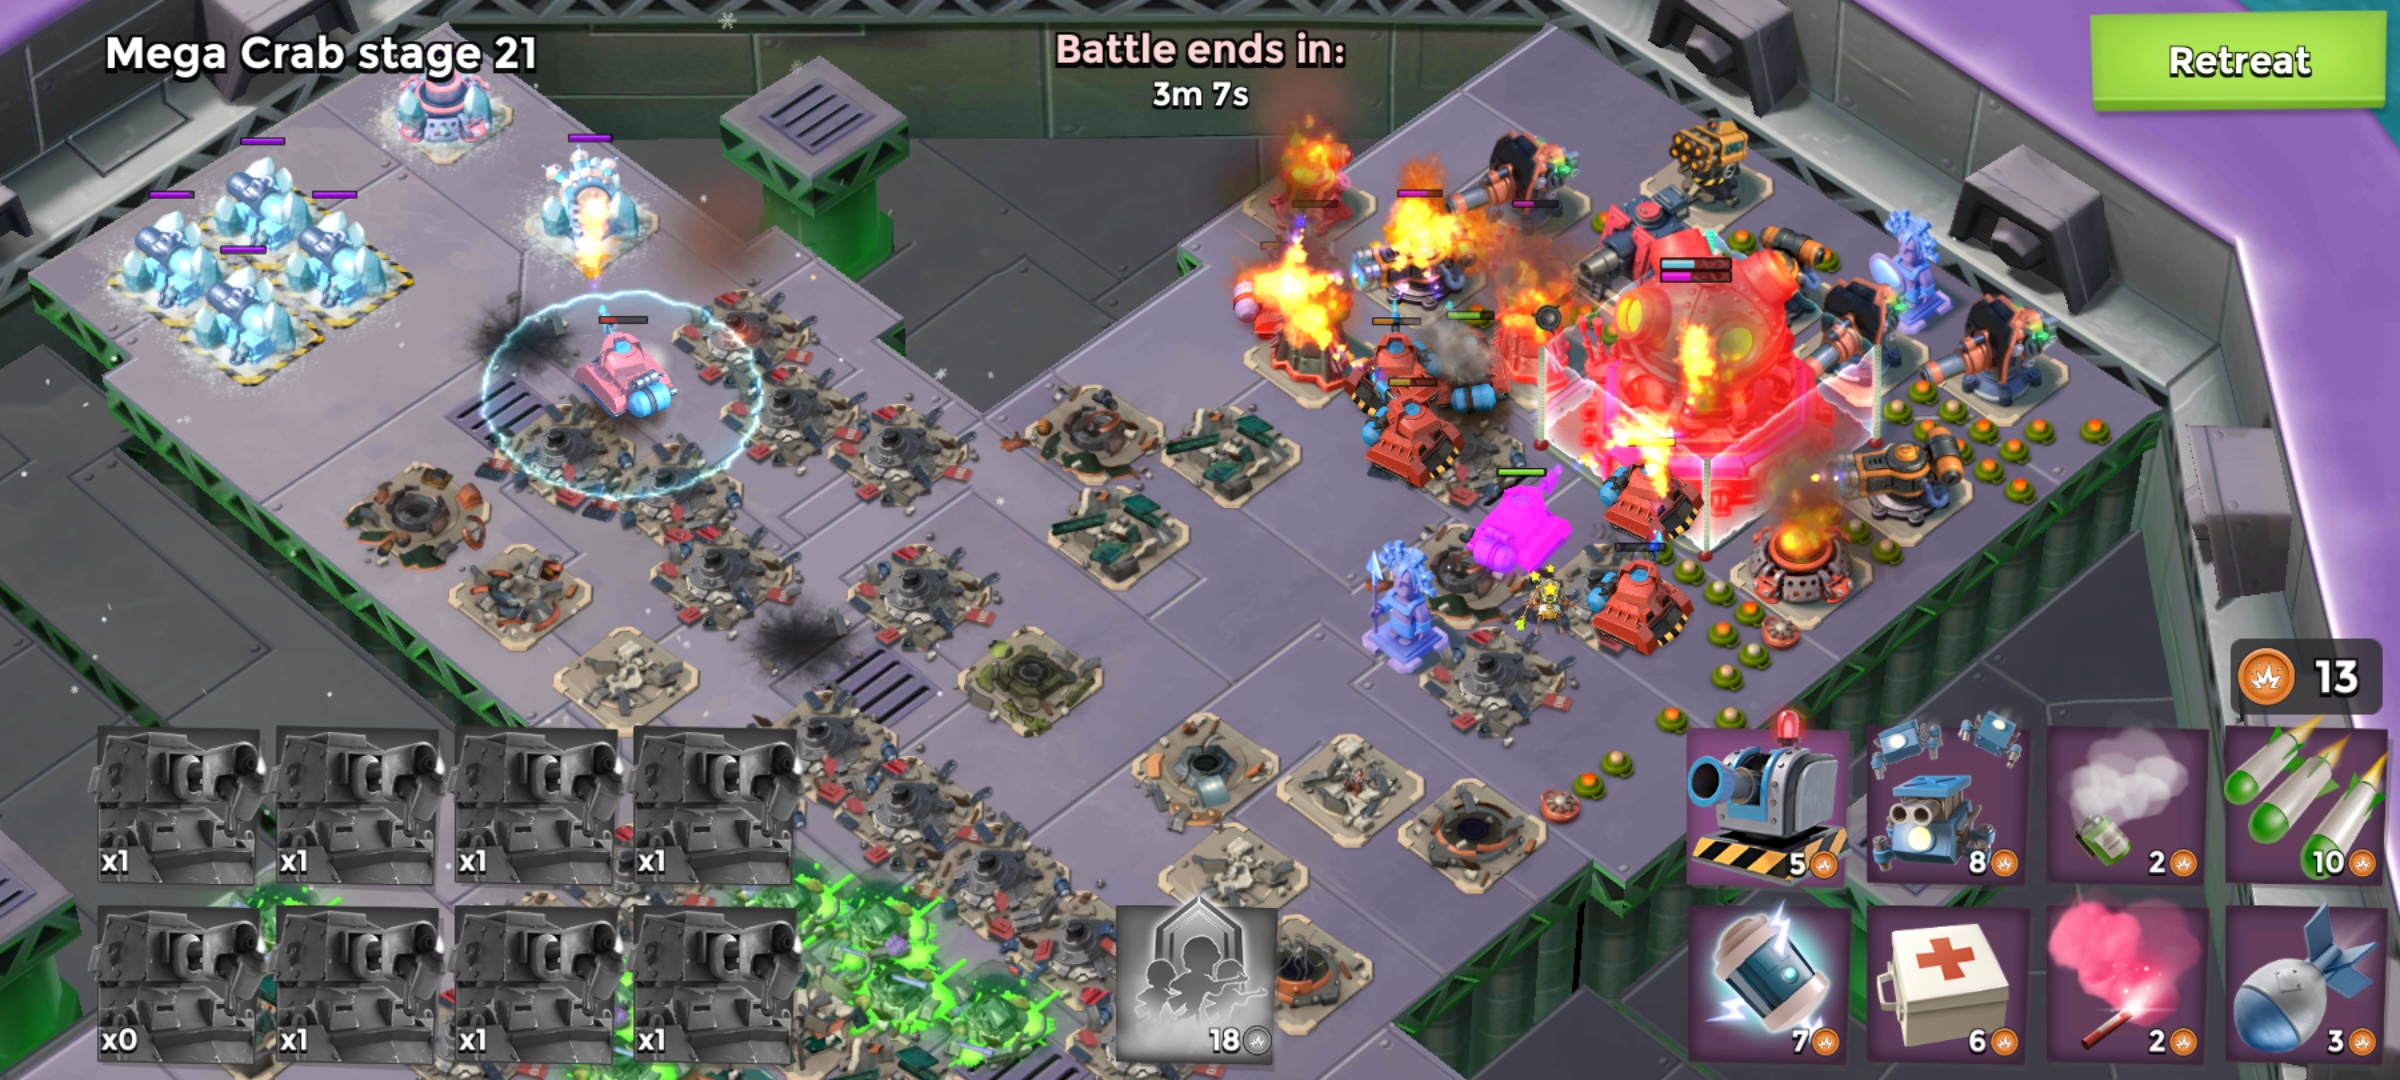 Mega Crab stage 21
Battle ends in:
3m 7s
Retreat
13
x1
x1
x1
x1
5
8
2
10
x0
x1
x1
x1
18
7
6
2
3